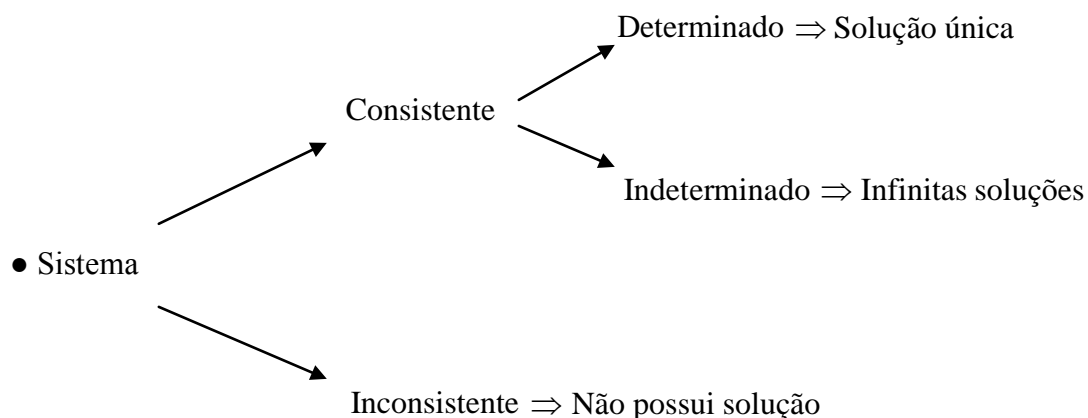 Determinado ⇒ Solução única
Consistente
Indeterminado ⇒ Infinitas soluções
● Sistema
Inconsistente ⇒ Não possui solução